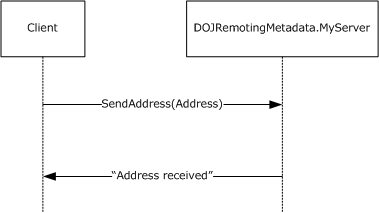 Client
DOJRemotingMetadata.MyServer
SendAddress(Address)
“Address received”